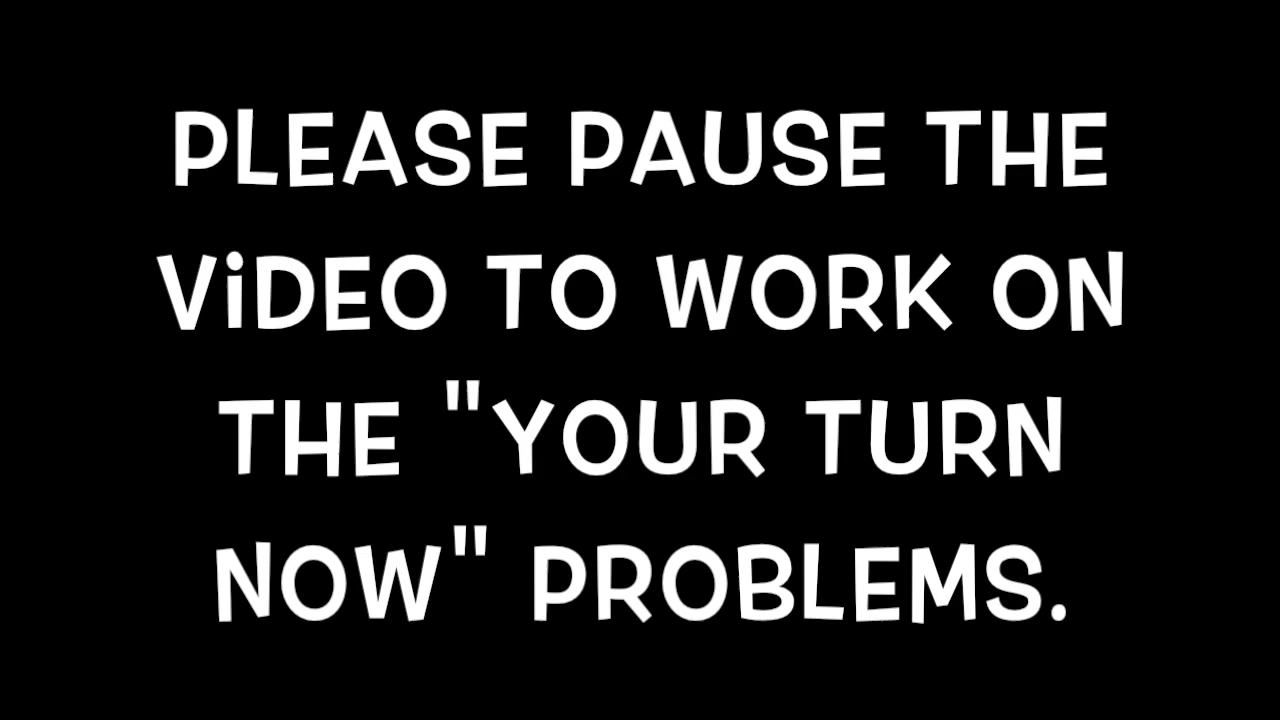 PLEASE PAUSE THE
ViDEO TO WORK ON
THE "YOUR TURN
NOW" PROBLEMS.